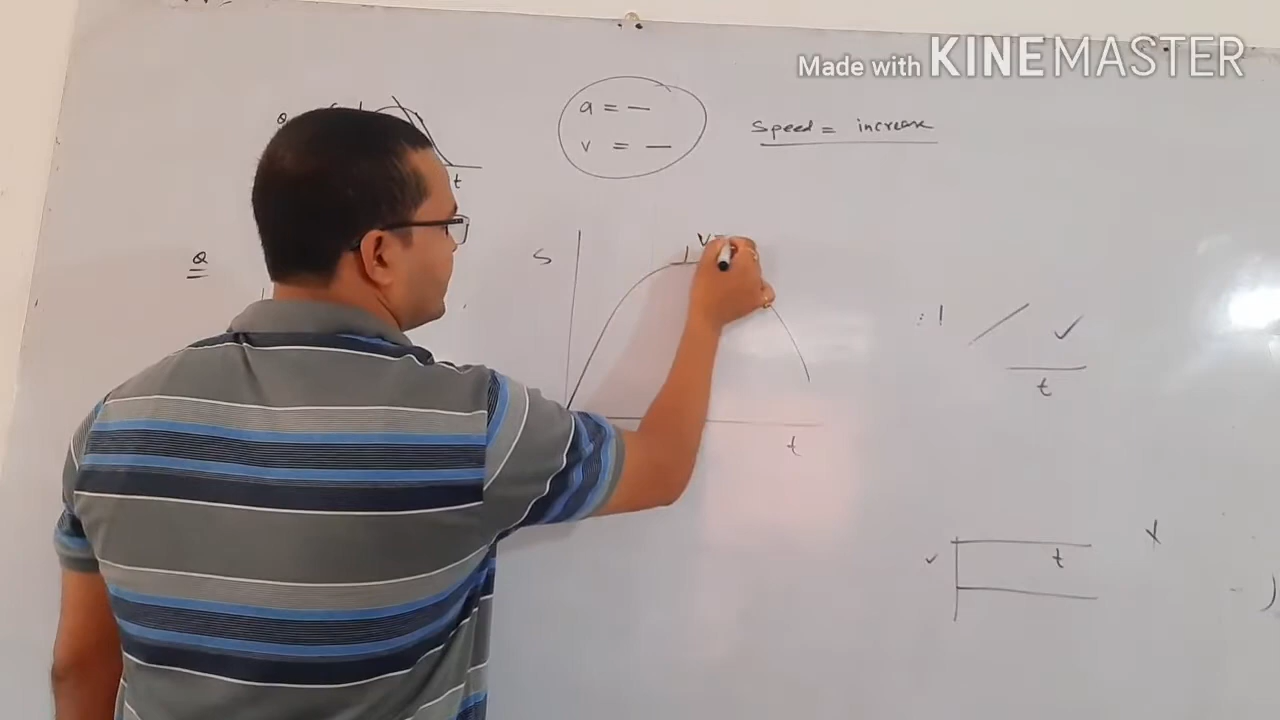 Made with KINEMASTER
a = —
v = —
Speed = increase
t
Q
S
V=
t
t
t